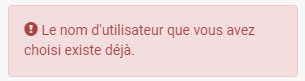 Le nom d'utilisateur que vous avez
choisi existe déjà.